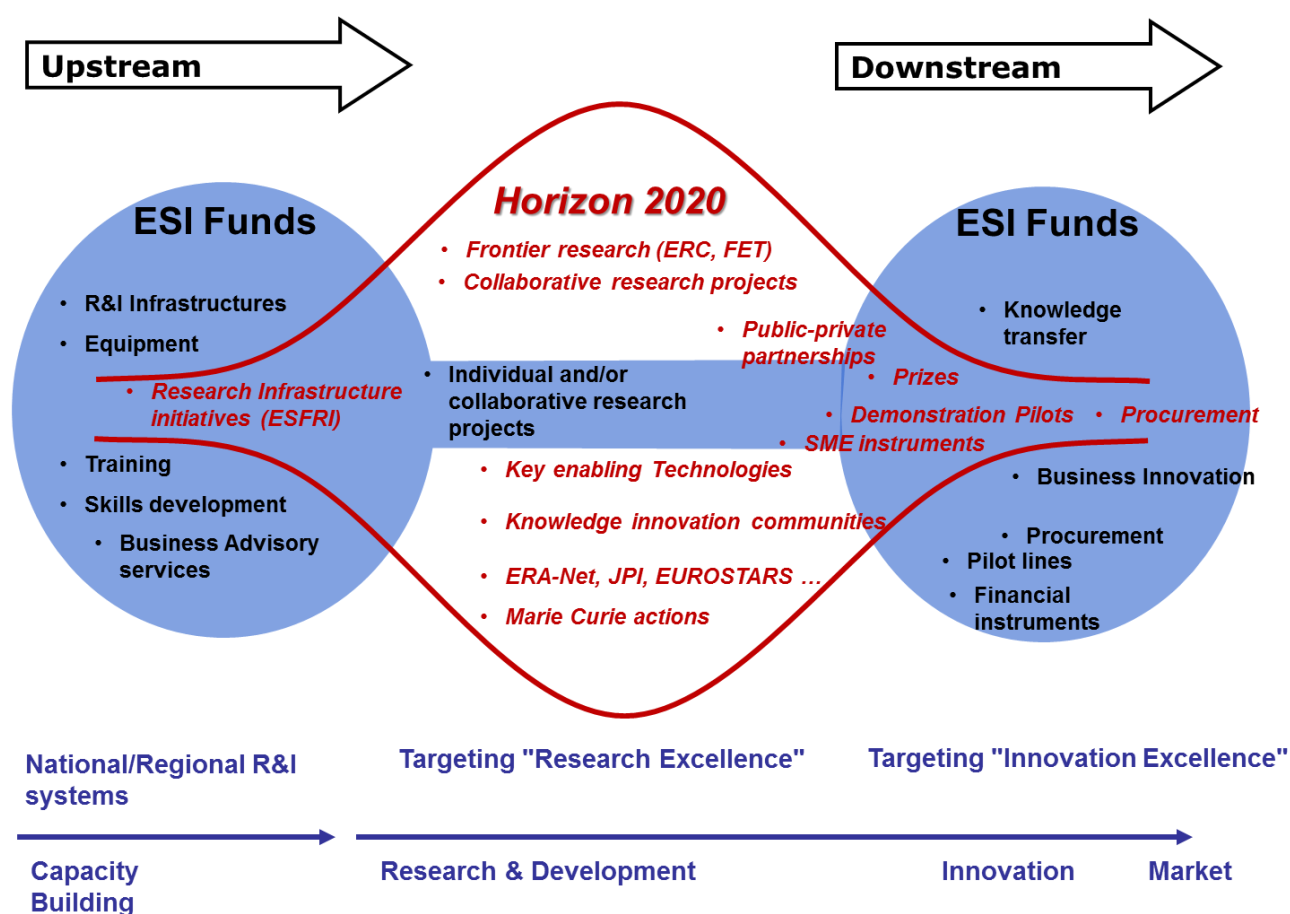 Upstream
Downstream
ESI Funds
• R&I Infrastructures
• Equipment
• Research Infrastructure
initiatives (ESFRI)
• Training
• Skills development
• Business Advisory
services
Horizon 2020
• Frontier research (ERC, FET)
• Collaborative research projects
• Public-private
partnerships
• Prizes
• Individual and/or
collaborative research
projects
• Demonstration Pilots
• Procurement
• SME instruments
• Key enabling Technologies
• Knowledge innovation communities
• ERA-Net, JPI, EUROSTARS …
• Marie Curie actions
ESI Funds
• Knowledge
transfer
• Business Innovation
• Procurement
• Pilot lines
• Financial
instruments
National/Regional R&I
systems
Targeting "Research Excellence"
Targeting "Innovation Excellence"
Capacity
Building
Research & Development
Innovation
Market